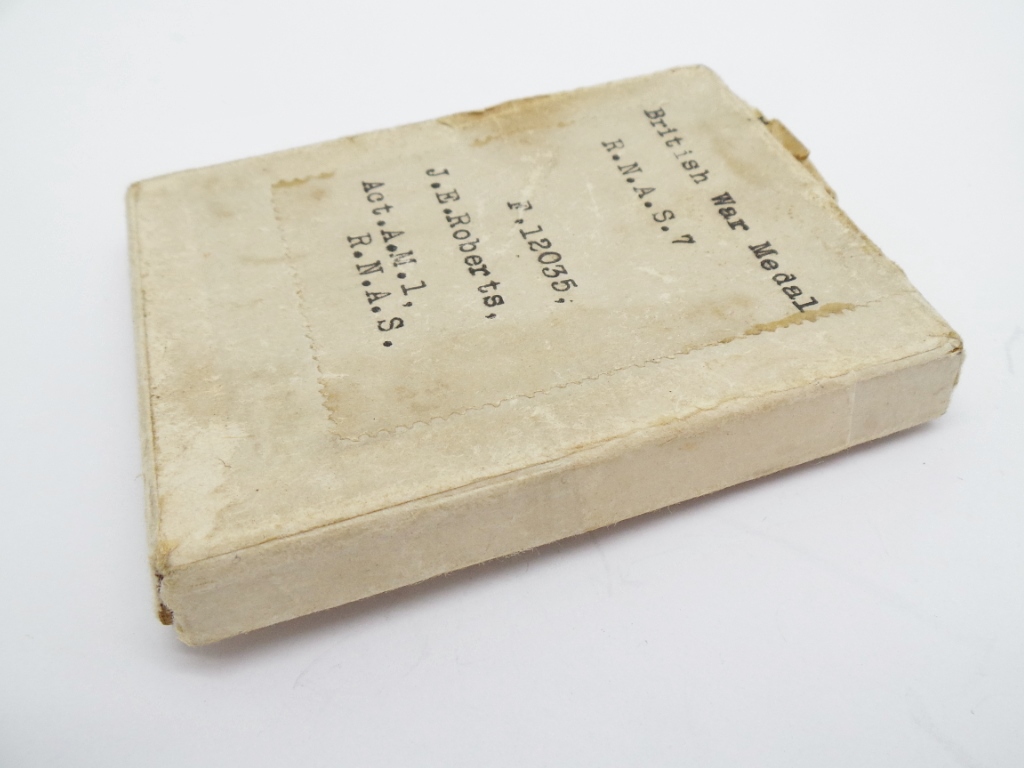 British War Medal
R.N.A.S.7
F.12035,
J.E.Roberts,
Act.A.M.1,
R.N.A.S.